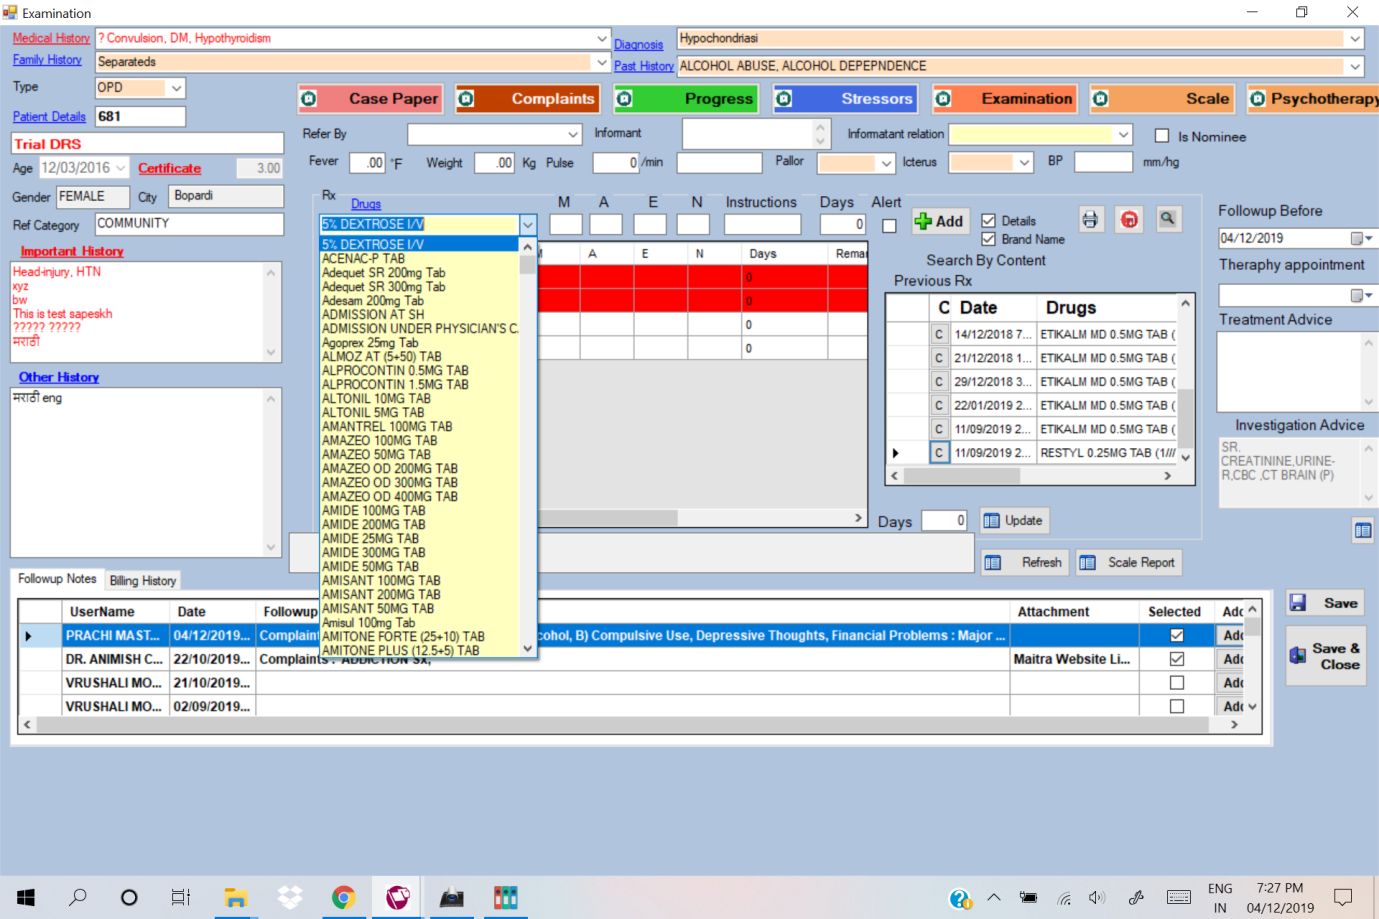 Examination
Medical History ? Convulsion, DM, Hypothyroidism
Diagnosis Hypochondriasi
Family History Separateds
Past History ALCOHOL ABUSE, ALCOHOL DEPEPNDENCE
Type OPD
Case Paper Complaints Progress Stressors Examination Scale Psychotherapy
Patient Details 681
Refer By Informant Informatant relation Is Nominee
Trial DRS
Fever .00 °F Weight .00 Kg Pulse 0 /min Pallor Icterus BP mm/hg
Age 12/03/2016 Certificate 3.00
Gender FEMALE City Bopardi
Ref Category COMMUNITY
Rx
Drugs M A E N Instructions Days Alert
5% DEXTROSE I/V 0 Add Details
Brand Name
Search By Content
Previous Rx
Followup Before
04/12/2019
Theraphy appointment
Treatment Advice
Important History
Head-injury, HTN
xyz
bw
This is test sapeskh
????? ?????
मराठी
Other History
मराठी eng
5% DEXTROSE I/V
ACENAC-P TAB
Adequet SR 200mg Tab
Adequet SR 300mg Tab
Adesam 200mg Tab
ADMISSION AT SH
ADMISSION UNDER PHYSICIAN'S C
Agoprex 25mg Tab
ALMOZ AT (5+50) TAB
ALPROCONTIN 0.5MG TAB
ALPROCONTIN 1.5MG TAB
ALTONIL 10MG TAB
ALTONIL 5MG TAB
AMANTREL 100MG TAB
AMAZEO 100MG TAB
AMAZEO 50MG TAB
AMAZEO OD 200MG TAB
AMAZEO OD 300MG TAB
AMAZEO OD 400MG TAB
AMIDE 100MG TAB
AMIDE 200MG TAB
AMIDE 25MG TAB
AMIDE 300MG TAB
AMIDE 50MG TAB
AMISANT 100MG TAB
AMISANT 200MG TAB
AMISANT 50MG TAB
Amisul 100mg Tab
AMITONE FORTE (25+10) TAB
AMITONE PLUS (12.5+5) TAB
A E N Days Remar
0
0
0
0
C Date Drugs
C 14/12/2018 7... ETIKALM MD 0.5MG TAB (
C 21/12/2018 1... ETIKALM MD 0.5MG TAB (
C 29/12/2018 3... ETIKALM MD 0.5MG TAB (
C 22/01/2019 2... ETIKALM MD 0.5MG TAB (
C 11/09/2019 2... ETIKALM MD 0.5MG TAB (
C 11/09/2019 2... RESTYL 0.25MG TAB (1///
Investigation Advice
SR.
CREATININE,URINE-
R,CBC ,CT BRAIN (P)
Days 0 Update
Refresh Scale Report
Followup Notes Billing History
UserName Date Followup Attachment Selected Adc
PRACHI MAST... 04/12/2019... Complaint cohol, B) Compulsive Use, Depressive Thoughts, Financial Problems : Major ... Adc
DR. ANIMISH C... 22/10/2019... Complaints : ADDICTION Sx, Maitra Website Li... Adc
VRUSHALI MO... 21/10/2019... Adc
VRUSHALI MO... 02/09/2019... Adc
Save
Save &
Close
ENG
IN
7:27 PM
04/12/2019